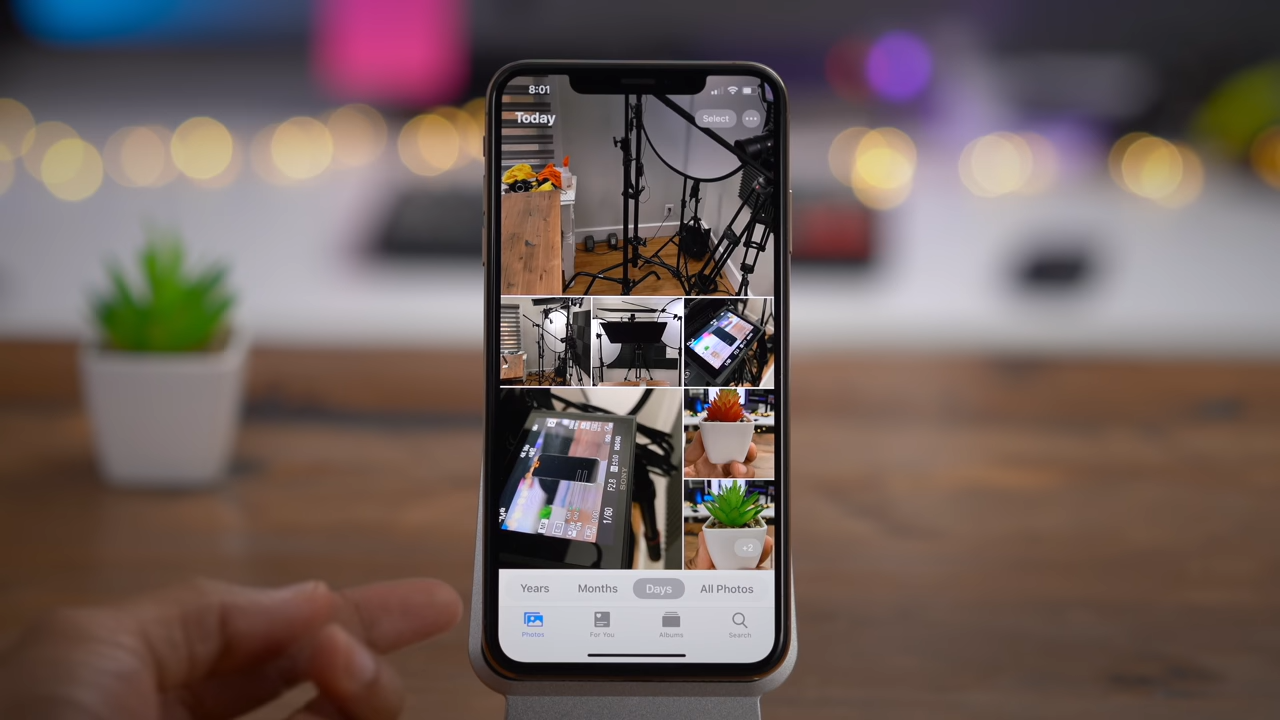 8:01
Today
Select
SONY
F2.8
1/60
+2
Years
Months
Days
All Photos
Photos
For You
Albums
Search